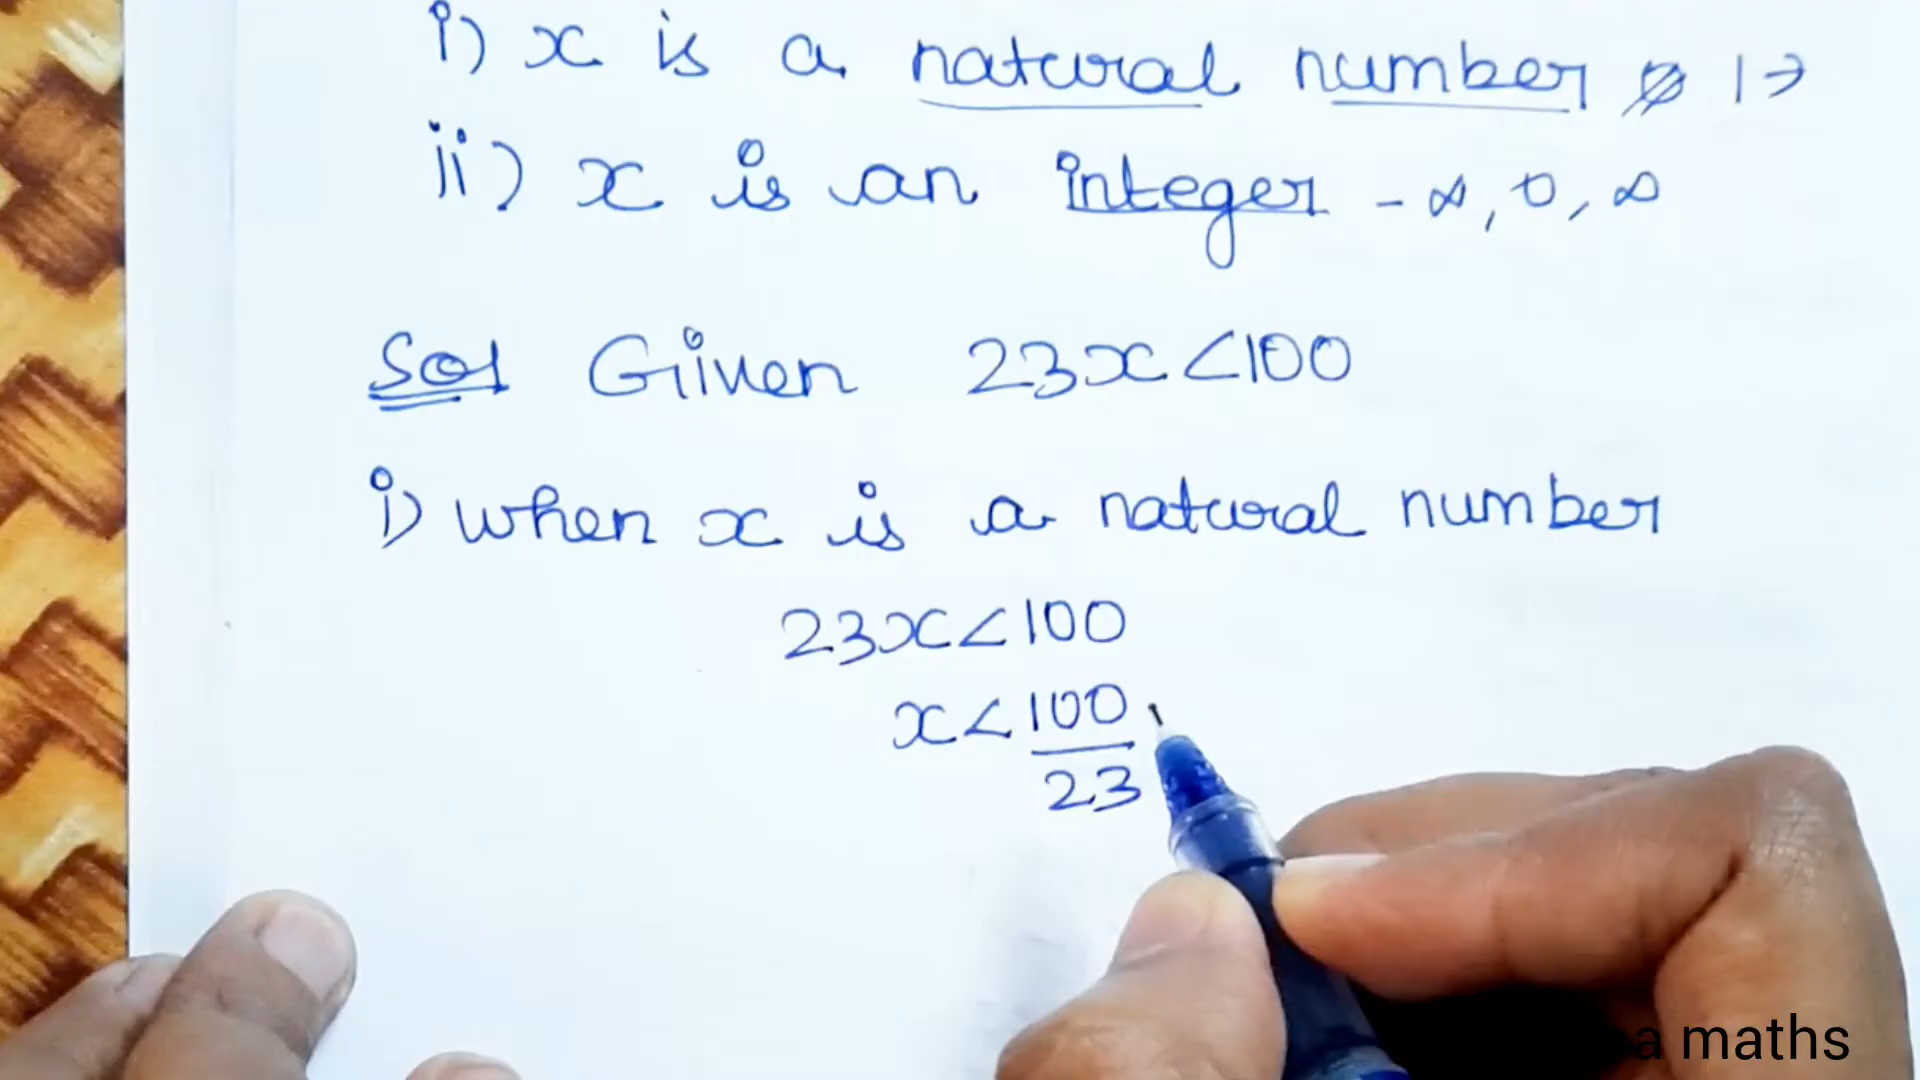 i) x is a natural number 1→
ii) x is an integer -∞, 0, ∞
Sol Given 23x<100
i) when x is a natural number
23x<100
x<100/23
a maths